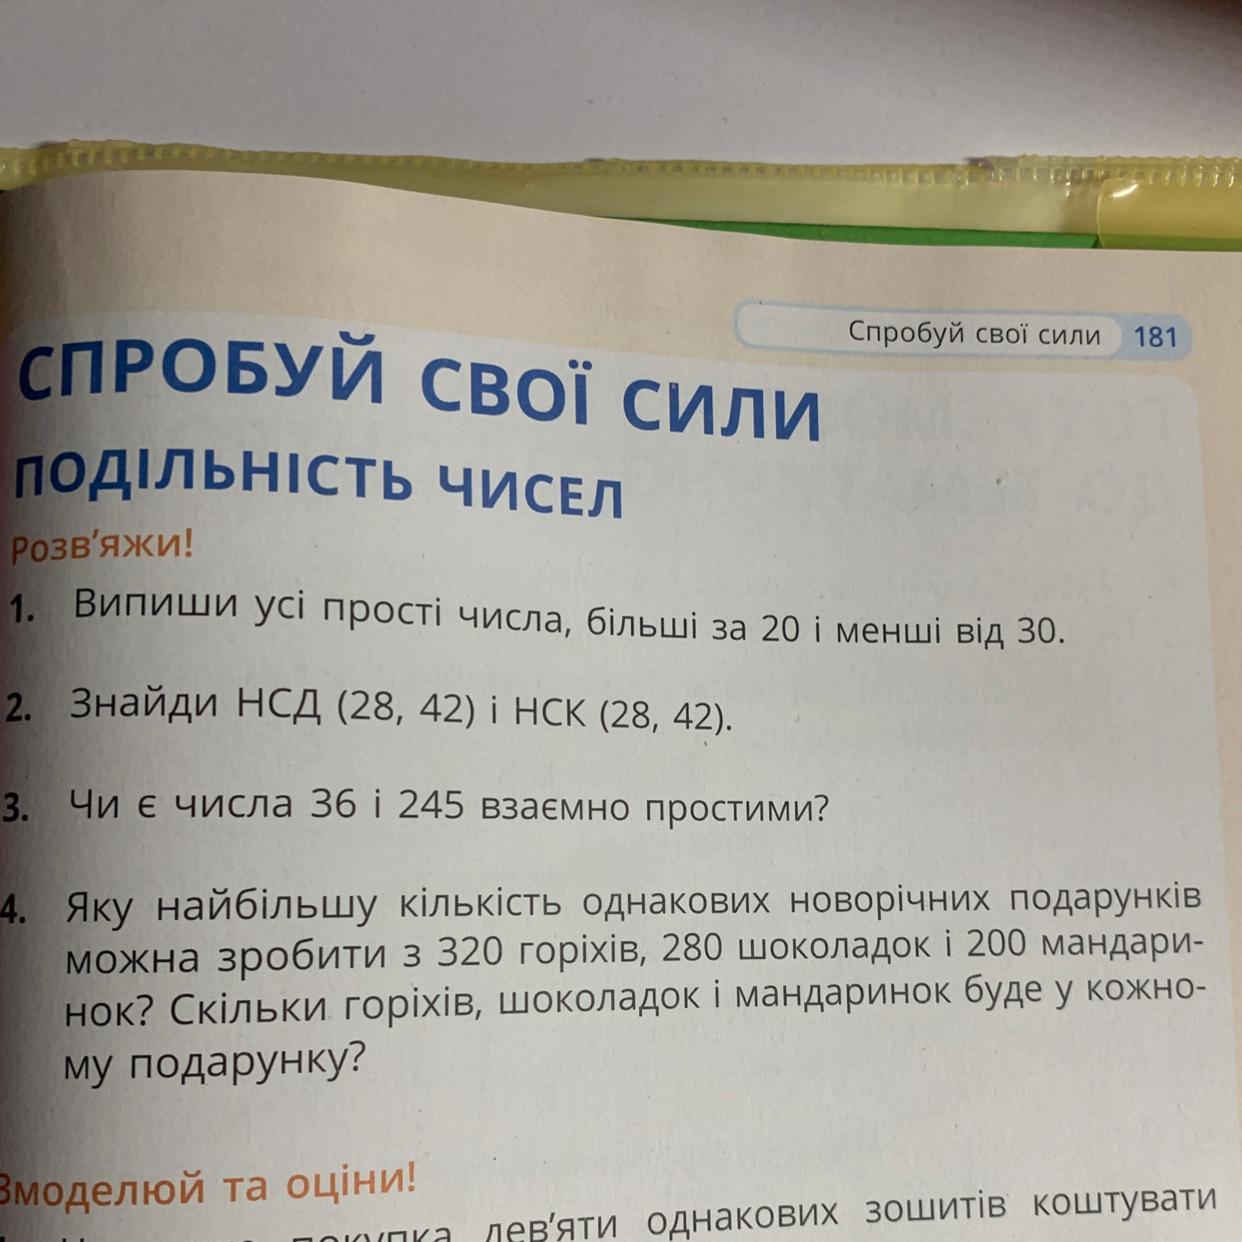 Спробуй свої сили 181
СПРОБУЙ СВОЇ СИЛИ
ПОДІЛЬНІСТЬ ЧИСЕЛ
Розв’яжи!
1. Випиши усі прості числа, більші за 20 і менші від 30.
2. Знайди НСД (28, 42) і НСК (28, 42).
3. Чи є числа 36 і 245 взаємно простими?
4. Яку найбільшу кількість однакових новорічних подарунків
можна зробити з 320 горіхів, 280 шоколадок і 200 мандари-
нок? Скільки горіхів, шоколадок і мандаринок буде у кожно-
му подарунку?
Змоделюй та оціни!
покупка дев’яти однакових зошитів коштувати